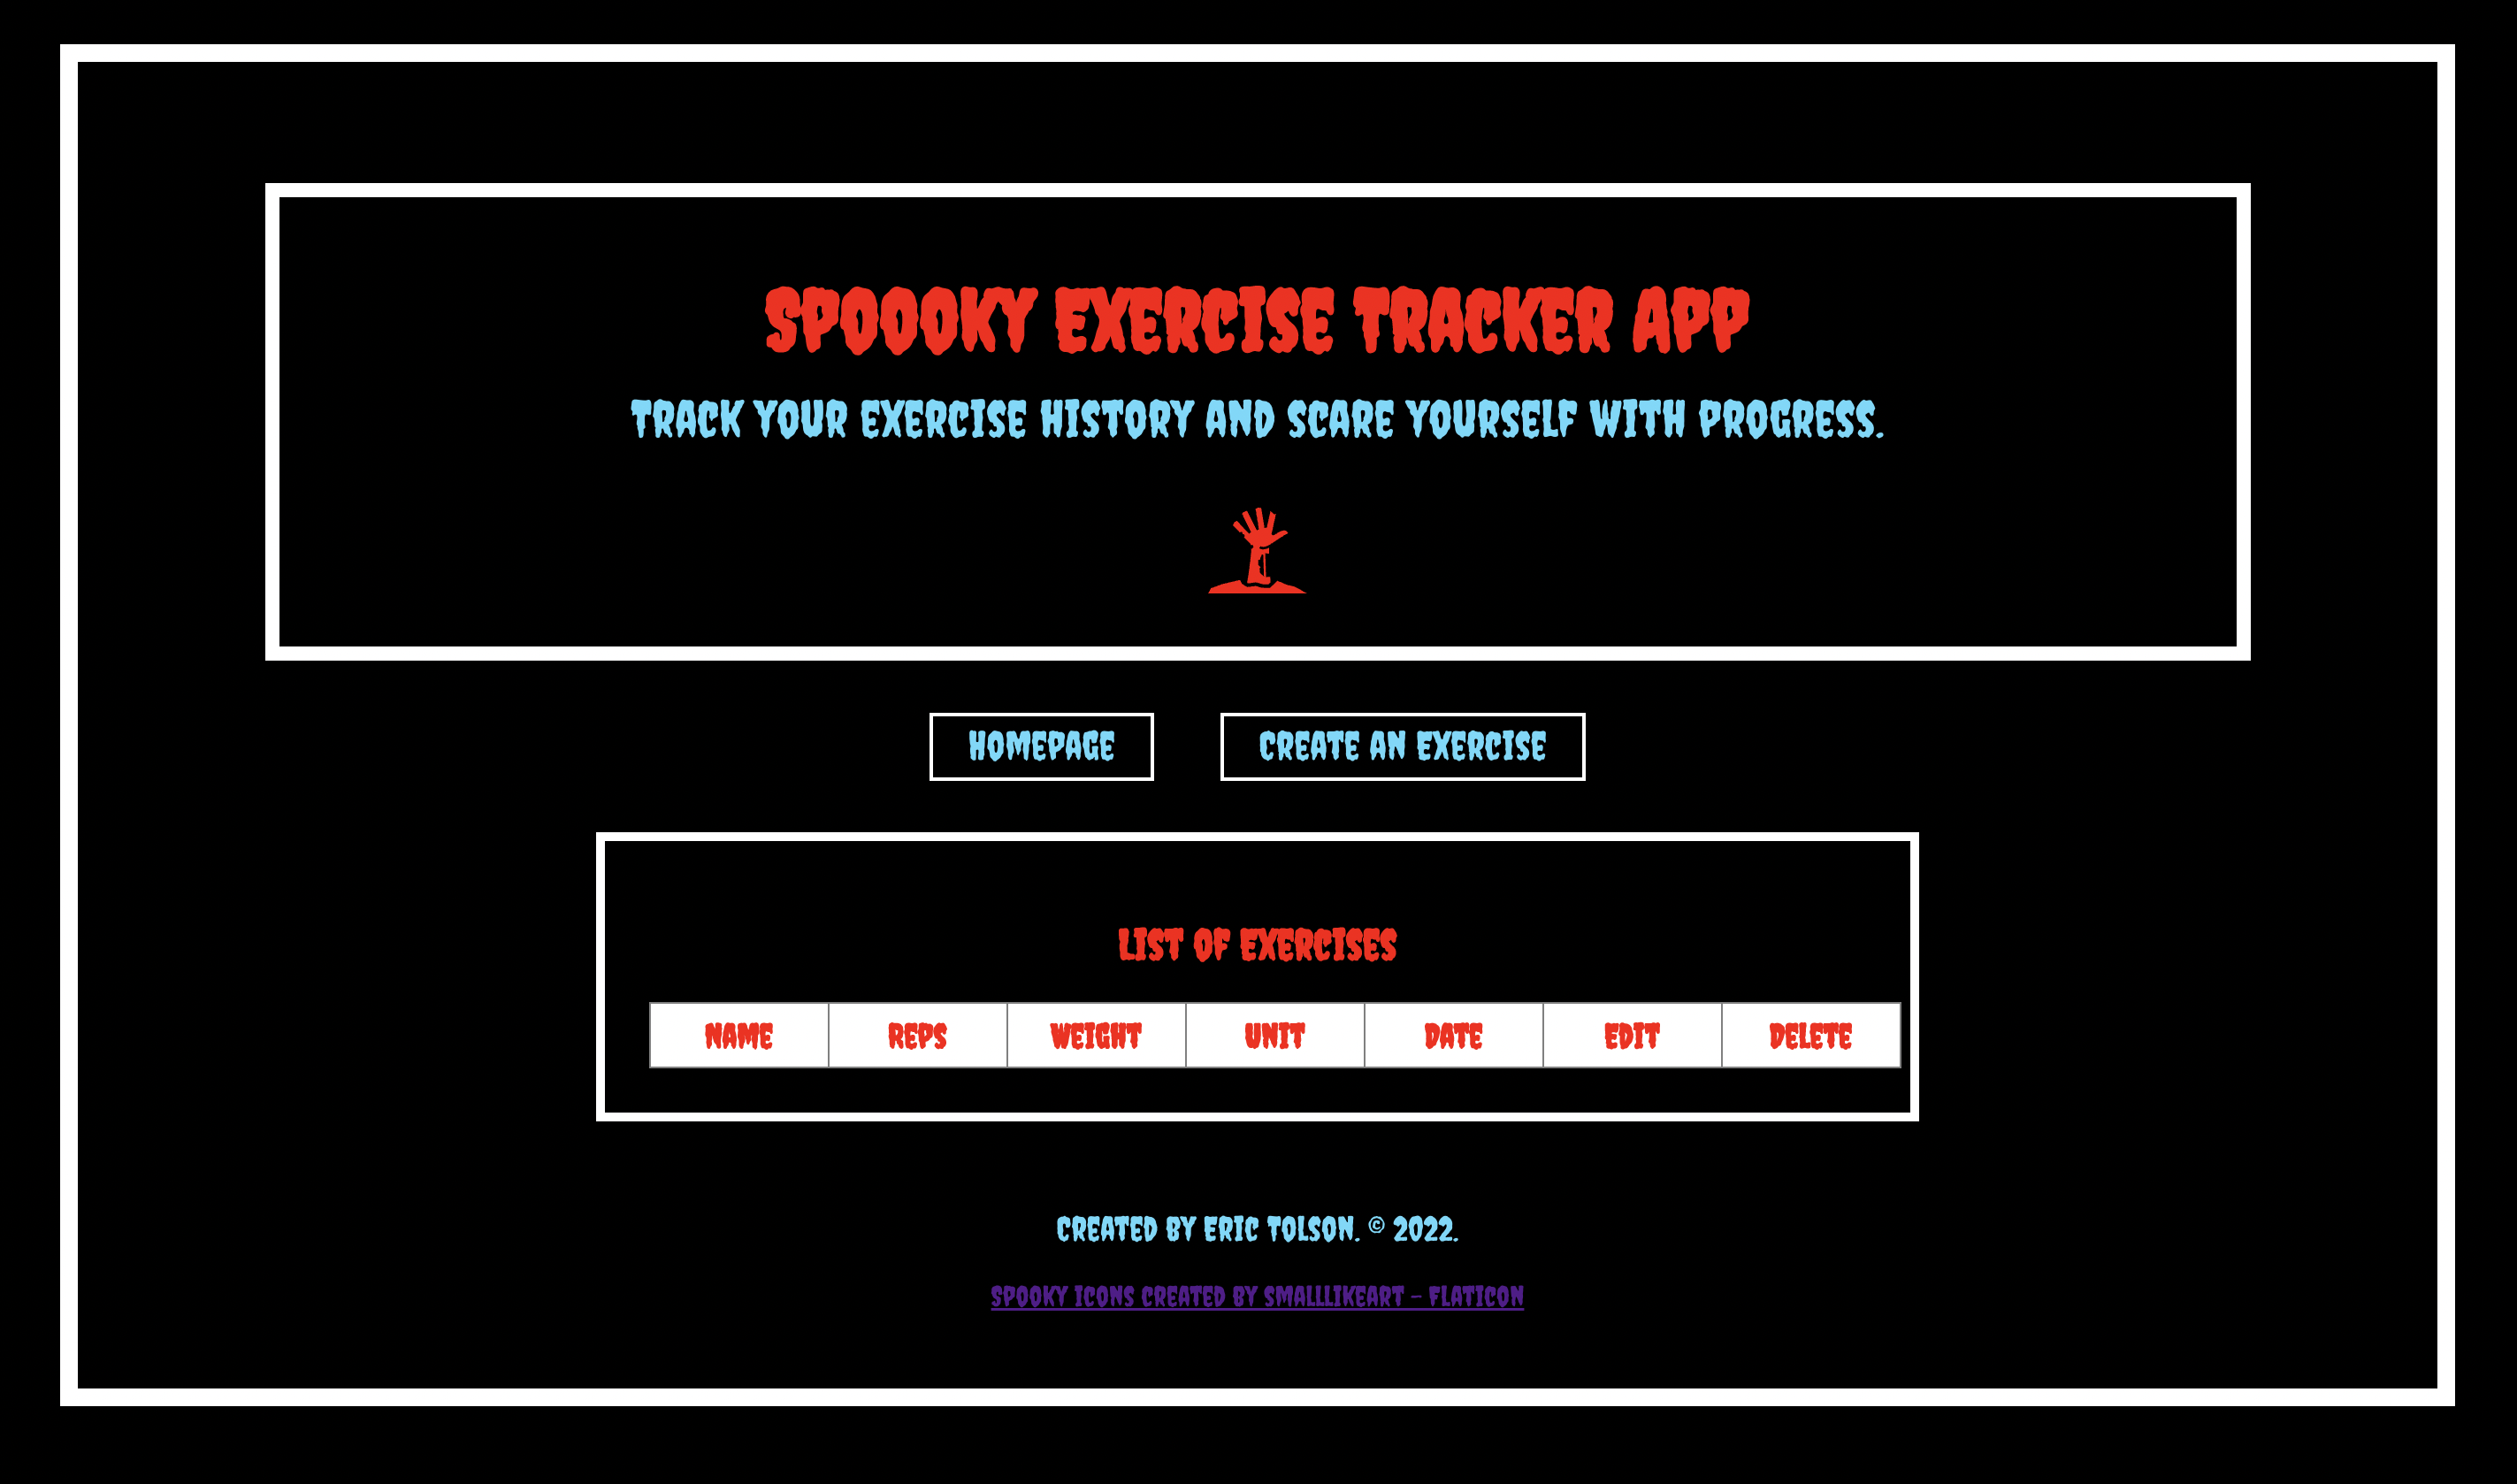 SPOOOKY EXERCISE TRACKER APP
TRACK YOUR EXERCISE HISTORY AND SCARE YOURSELF WITH PROGRESS.
HOMEPAGE CREATE AN EXERCISE
LIST OF EXERCISES
NAME REPS WEIGHT UNIT DATE EDIT DELETE
CREATED BY ERIC TOLSON. © 2022.
SPOOKY ICONS CREATED BY SMALLLIKEART - FLATICON